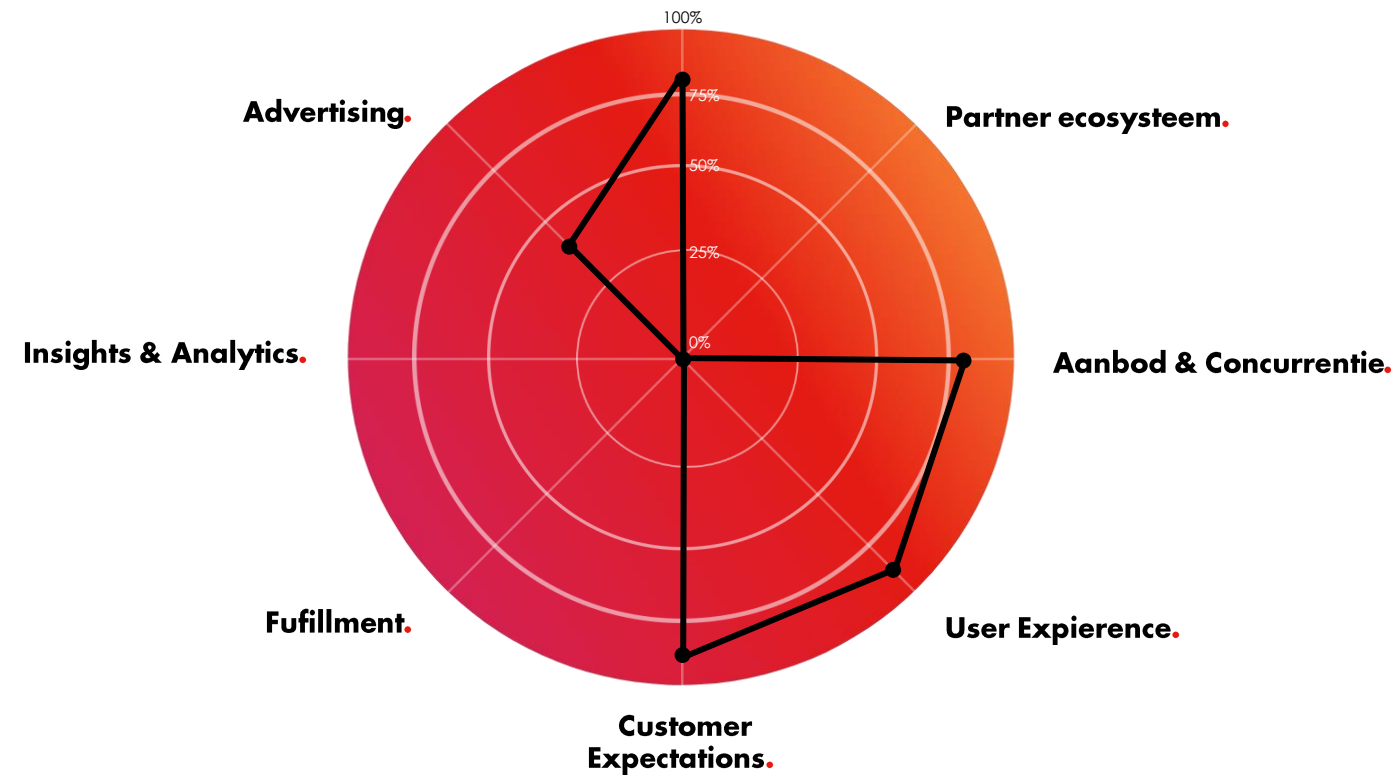 100%
Advertising.
75%
Partner ecosysteem.
50%
25%
0%
Insights & Analytics.
Aanbod & Concurrentie.
Fufillment.
User Expierence.
Customer
Expectations.